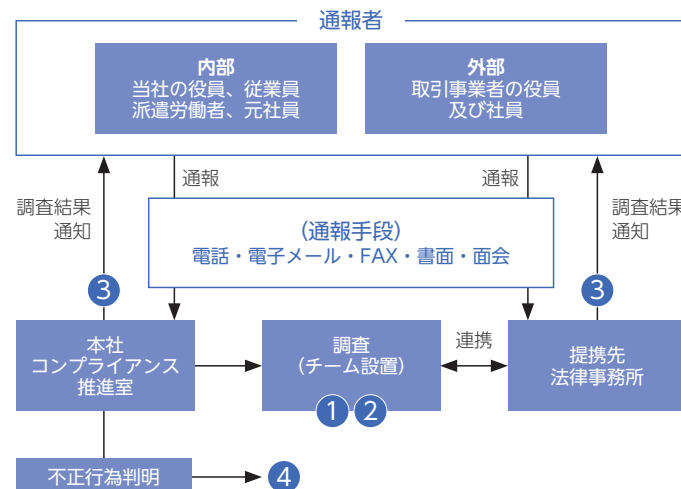 通報者
内部
当社の役員、従業員
派遣労働者、元社員
外部
取引事業者の役員
及び社員
通報
通報
調査結果
通知
調査結果
通知
(通報手段)
電話・電子メール・FAX・書面・面会
3
3
本社
コンプライアンス
推進室
調査
(チーム設置)
1 2
連携
提携先
法律事務所
不正行為判明
4